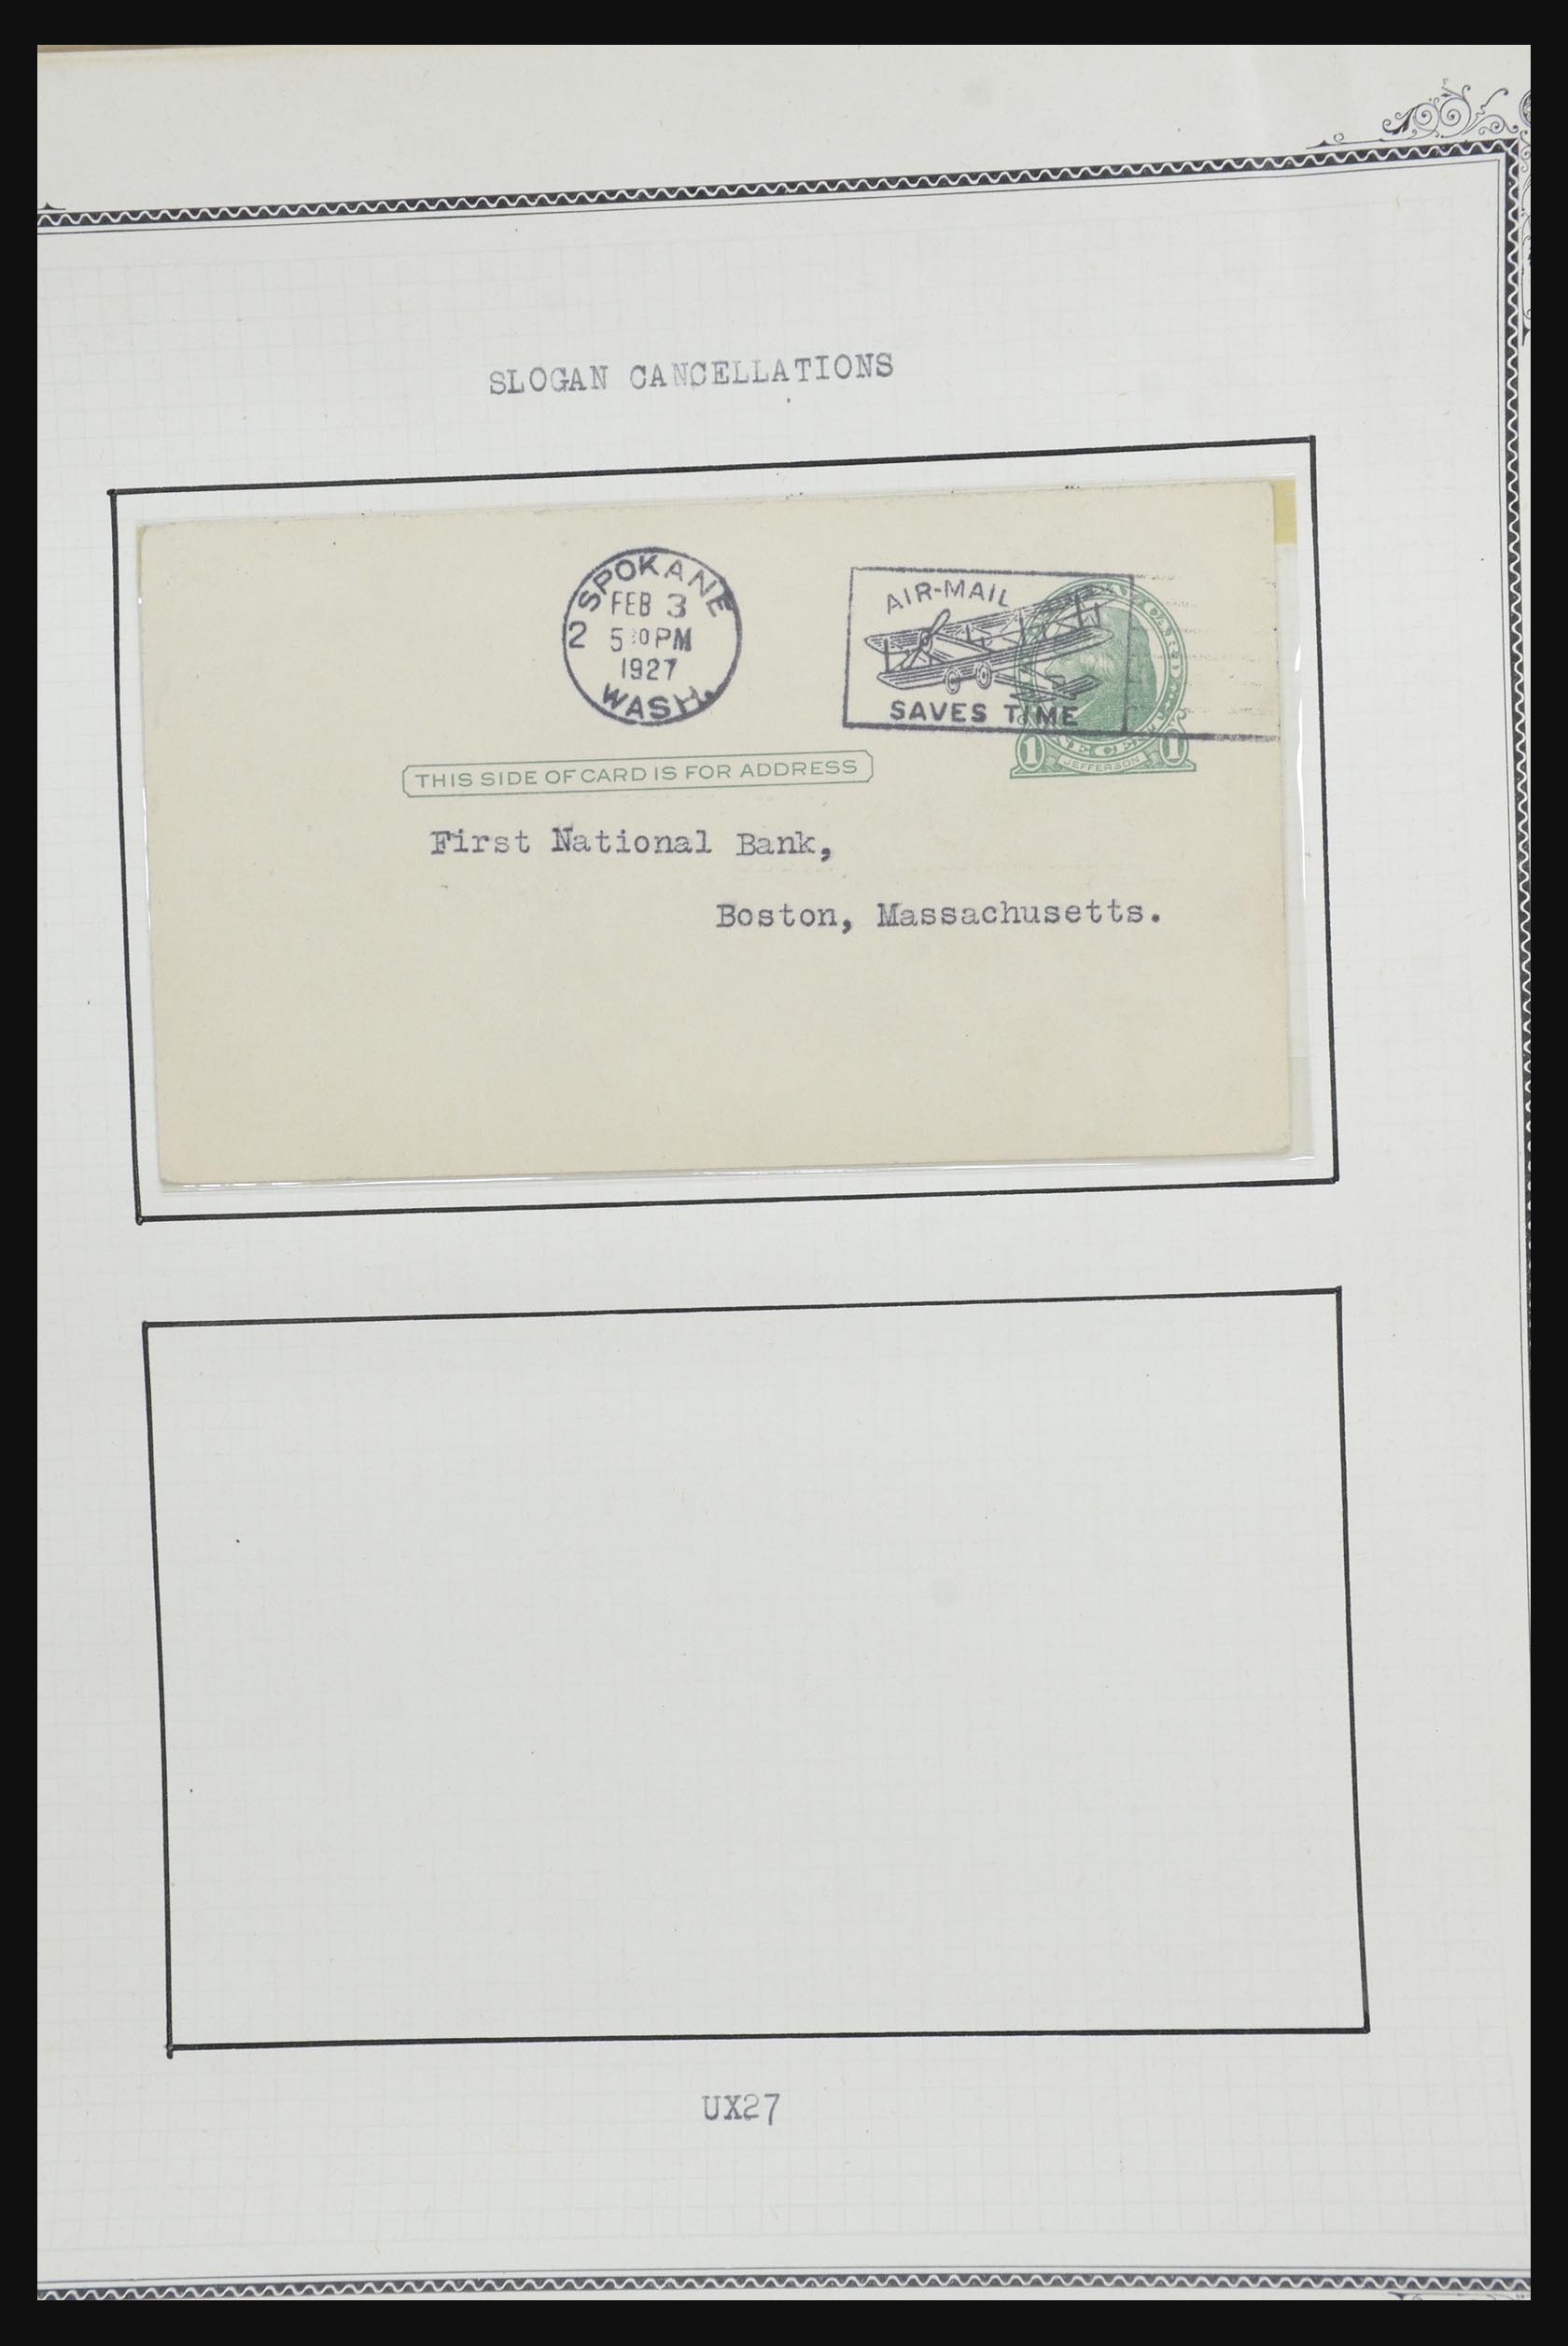 SLOGAN CANCELLATIONS
SPOKANE
FEB 3
2
PM
1927
WASH.
AIR-MAIL
SAVES TIME
1 1
JEFFERSON
THIS SIDE OF CARD IS FOR ADDRESS
First National Bank,
Boston, Massachusetts.
UX27